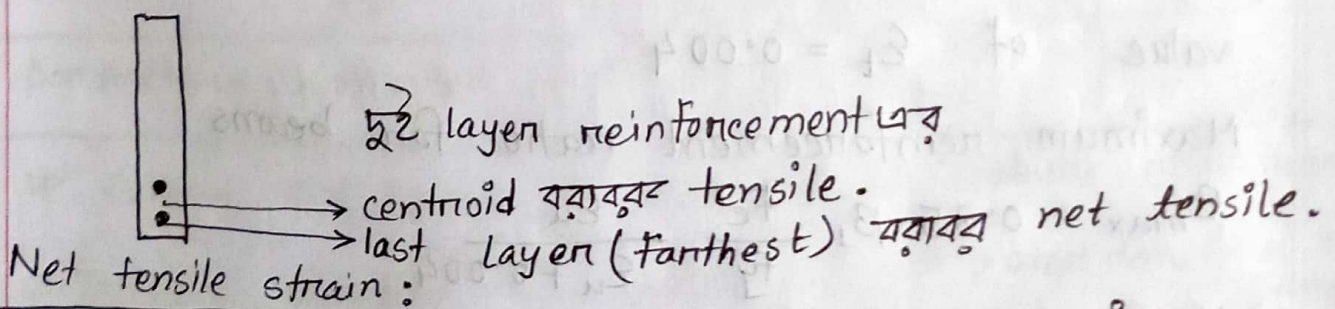 দুই layer reinforcement এর
centroid বরাবর tensile.
last layer (farthest) বরাবর net tensile.
Net tensile strain: